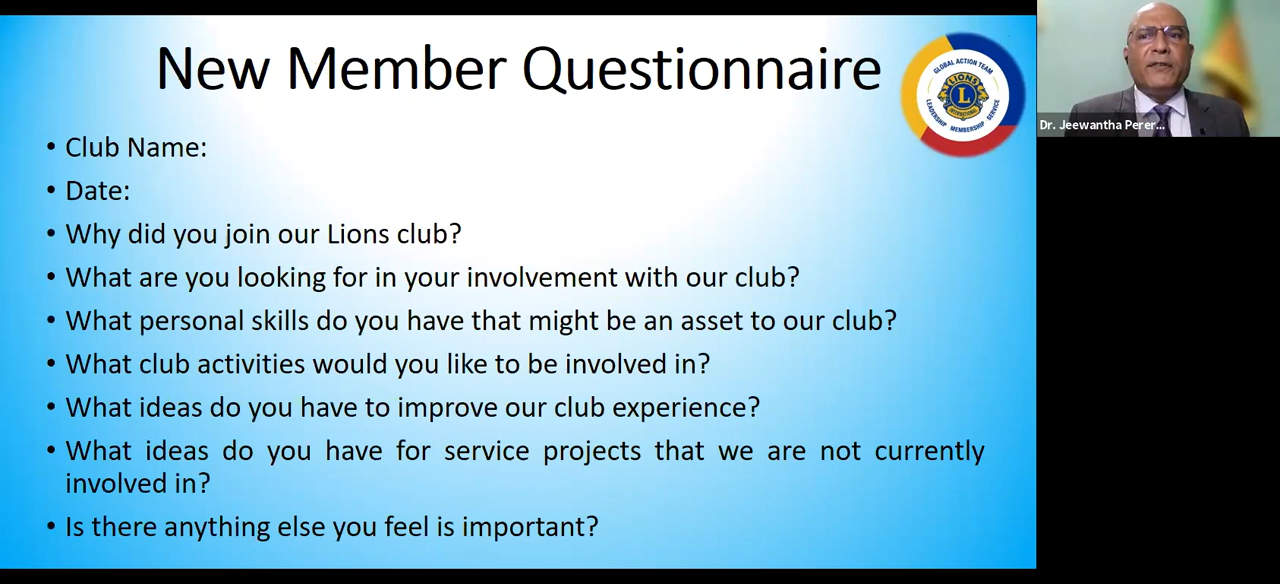 New Member Questionnaire
GLOBAL ACTION TEAM
LIONS
L
INTERNATIONAL
LEADERSHIP MEMBERSHIP SERVICE
Dr. Jeewantha Perer...
• Club Name:
• Date:
• Why did you join our Lions club?
• What are you looking for in your involvement with our club?
• What personal skills do you have that might be an asset to our club?
• What club activities would you like to be involved in?
• What ideas do you have to improve our club experience?
• What ideas do you have for service projects that we are not currently
involved in?
• Is there anything else you feel is important?